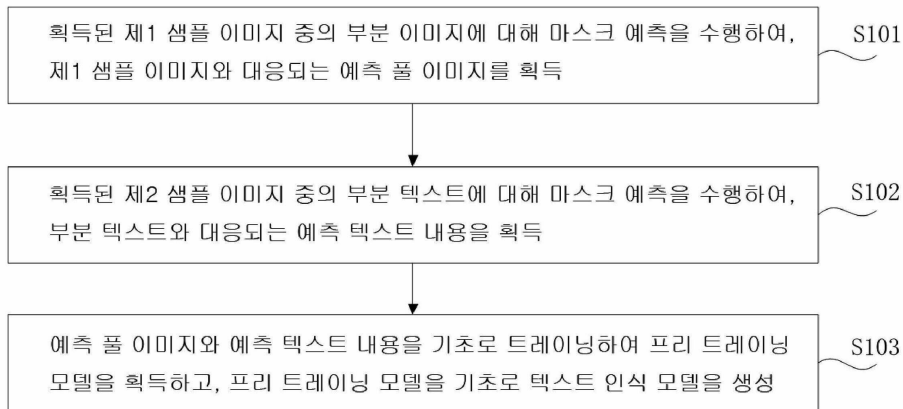 획득된 제1 샘플 이미지 중의 부분 이미지에 대해 마스크 예측을 수행하여,
제1 샘플 이미지와 대응되는 예측 풀 이미지를 획득
S101
획득된 제2 샘플 이미지 중의 부분 텍스트에 대해 마스크 예측을 수행하여,
부분 텍스트와 대응되는 예측 텍스트 내용을 획득
S102
예측 풀 이미지와 예측 텍스트 내용을 기초로 트레이닝하여 프리 트레이닝
모델을 획득하고, 프리 트레이닝 모델을 기초로 텍스트 인식 모델을 생성
S103